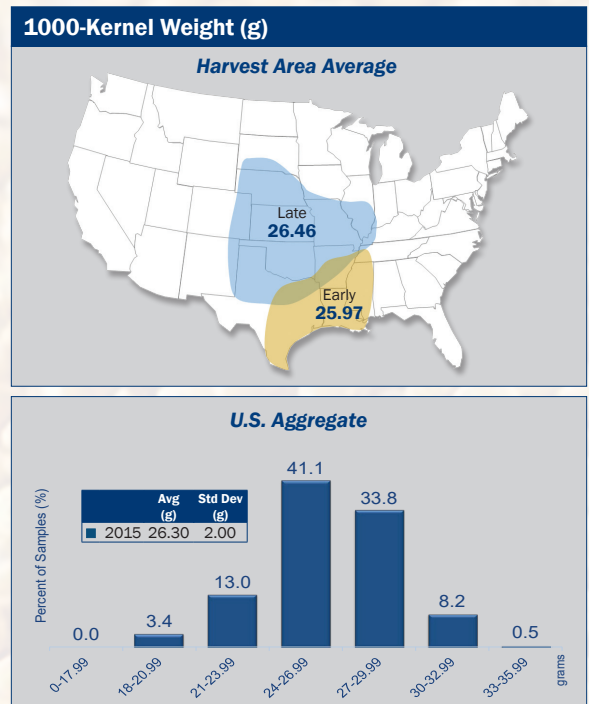 1000-Kernel Weight (g)
Harvest Area Average
Late
26.46
Early
25.97
U.S. Aggregate
Percent of Samples (%)
Avg Std Dev
(g) (g)
2015 26.30 2.00
0.0 3.4 13.0 41.1 33.8 8.2 0.5
0-17.99 18-20.99 21-23.99 24-26.99 27-29.99 30-32.99 33-35.99
grams